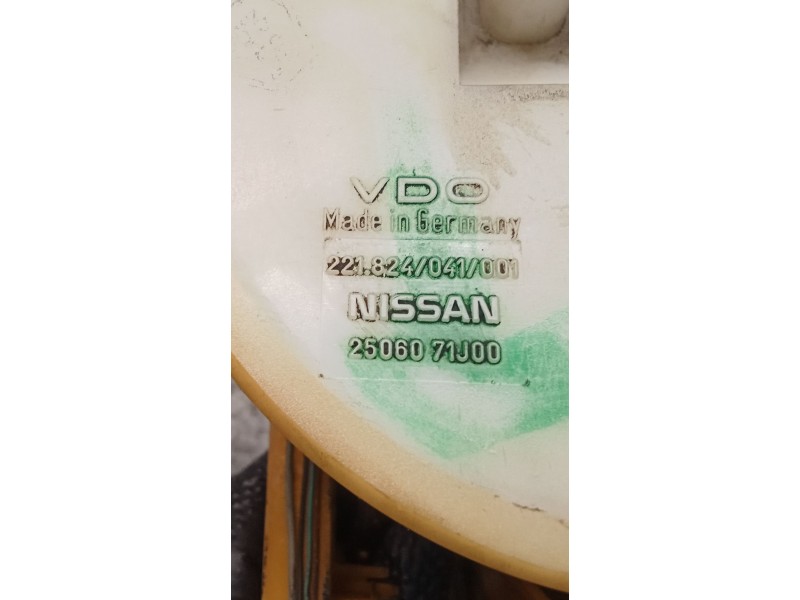 VDO
Made in Germany
221.824/041/001
NISSAN
25060 71J00